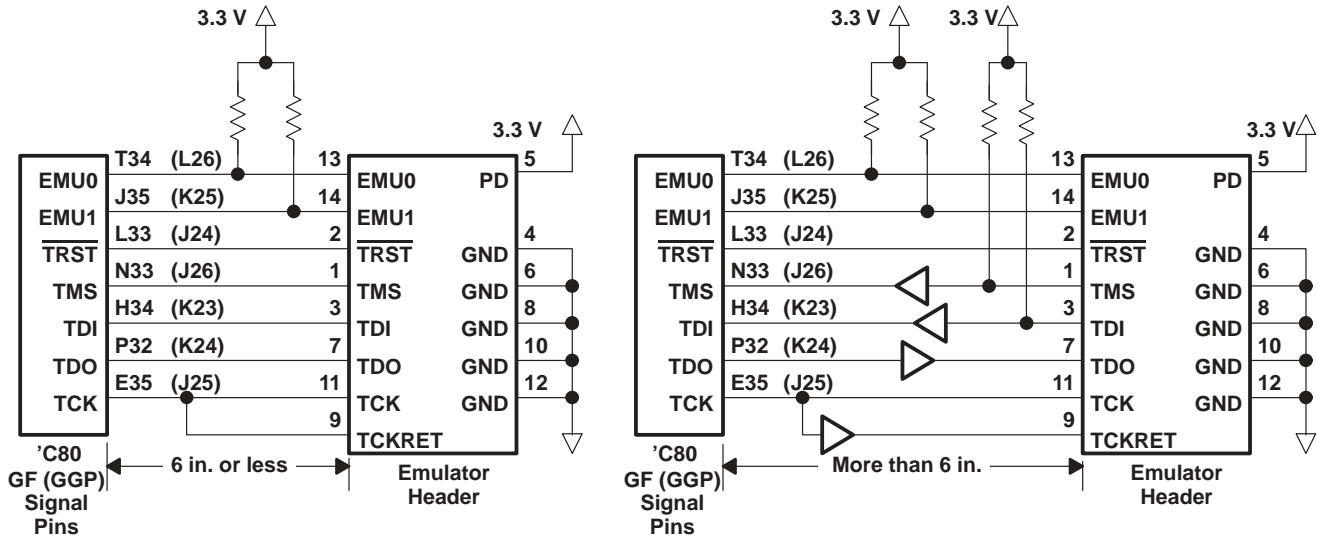 3.3 V
3.3 V
T34 (L26) 13
EMU0 EMU0
J35 (K25) 14
EMU1 EMU1
L33 (J24) 2
TRST TRST
N33 (J26) 1
TMS TMS
H34 (K23) 3
TDI TDI
P32 (K24) 7
TDO TDO
E35 (J25) 11
TCK TCK
9
TCKRET
5
PD
4
GND
6
GND
8
GND
10
GND
12
GND
'C80
GF (GGP)
Signal
Pins
6 in. or less
Emulator
Header
3.3 V 3.3 V
3.3 V
T34 (L26) 13
EMU0 EMU0
J35 (K25) 14
EMU1 EMU1
L33 (J24) 2
TRST TRST
N33 (J26) 1
TMS TMS
H34 (K23) 3
TDI TDI
P32 (K24) 7
TDO TDO
E35 (J25) 11
TCK TCK
9
TCKRET
5
PD
4
GND
6
GND
8
GND
10
GND
12
GND
'C80
GF (GGP)
Signal
Pins
More than 6 in.
Emulator
Header